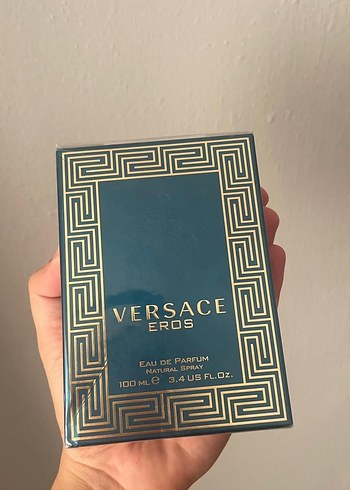 VERSACE
EROS
EAU DE PARFUM
NATURAL SPRAY
100 ML ℮ 3.4 US FL.OZ.